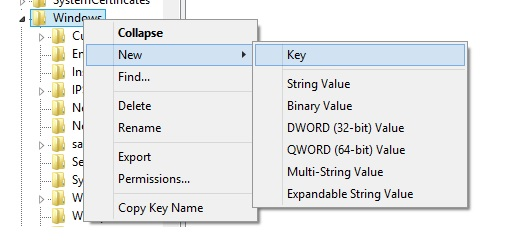 SystemCertificates
Windows
Collapse
New
Find...
Delete
Rename
Export
Permissions...
Copy Key Name
Key
String Value
Binary Value
DWORD (32-bit) Value
QWORD (64-bit) Value
Multi-String Value
Expandable String Value
Cu
En
Ins
IP
Ne
Ne
sa
Se
Sy
W
W